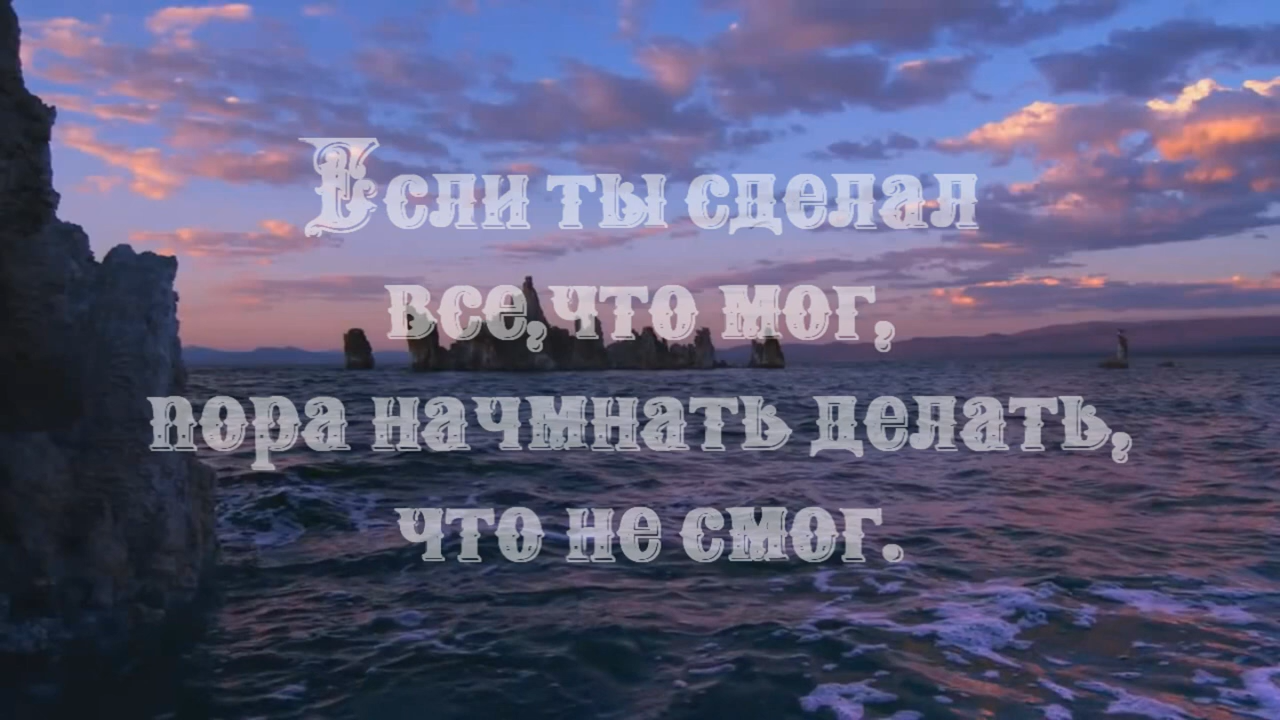 Если ты сделал
все,что мог,
пора начмнать делать,
что не смог.